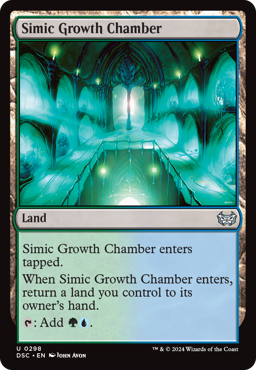 Simic Growth Chamber
Land
Simic Growth Chamber enters
tapped.
When Simic Growth Chamber enters,
return a land you control to its
owner's hand.
: Add .
U 0298
DSC • EN JOHN AVON
™ & © 2024 Wizards of the Coast